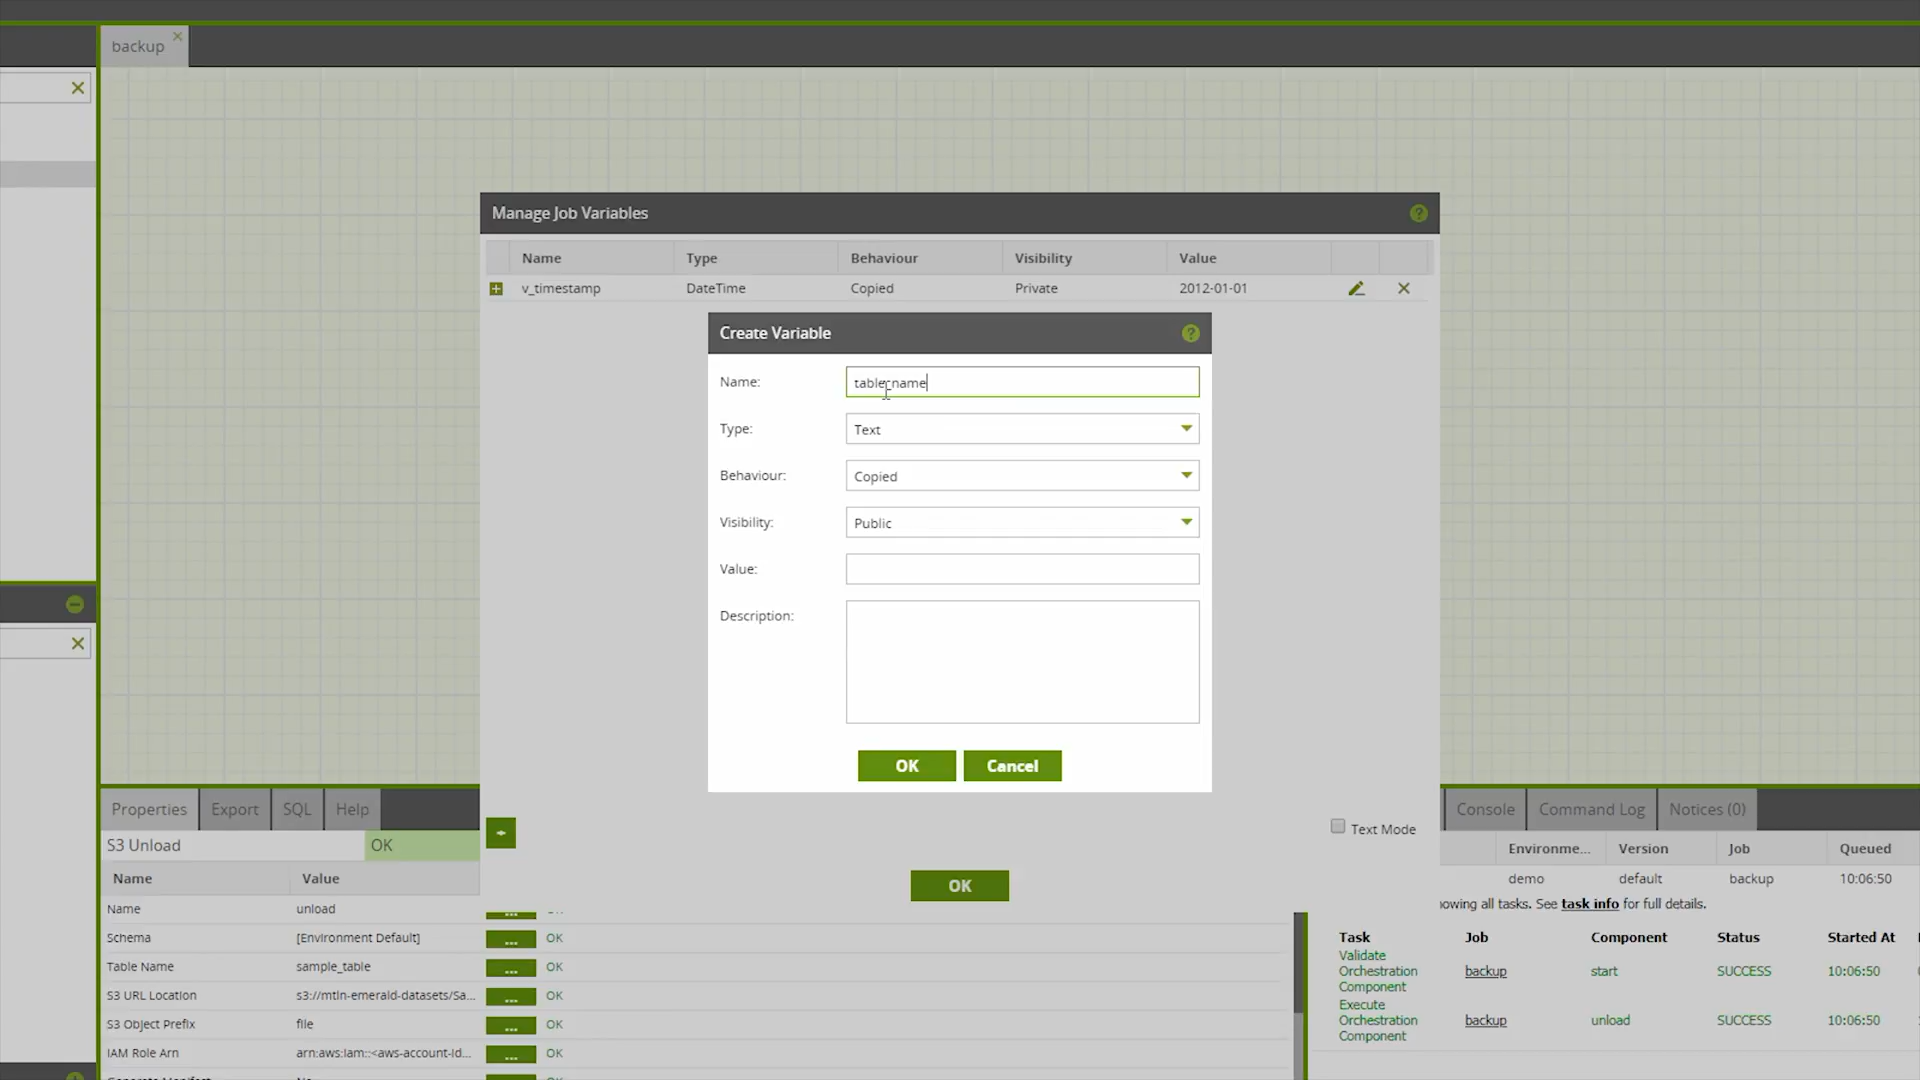 backup
Manage Job Variables
Name Type Behaviour Visibility Value
v_timestamp DateTime Copied Private 2012-01-01
Create Variable
Name: table_name
Type: Text
Behaviour: Copied
Visibility: Public
Value:
Description:
OK Cancel
Text Mode
OK
Properties Export SQL Help
S3 Unload OK
Name Value
Name unload
Schema [Environment Default] ... OK
Table Name sample_table ... OK
S3 URL Location s3://mtln-emerald-datasets/Sa... ... OK
S3 Object Prefix file ... OK
IAM Role Arn arn:aws:iam::<aws-account-id... ... OK
Console Command Log Notices (0)
Environme... Version Job Queued
demo default backup 10:06:50
owing all tasks. See task info for full details.
Task Job Component Status Started At
Validate Orchestration Component backup start SUCCESS 10:06:50
Execute Orchestration Component backup unload SUCCESS 10:06:50